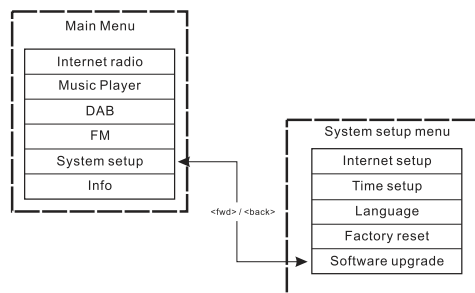 Main Menu
Internet radio
Music Player
DAB
FM
System setup
Info
<fwd> / <back>
System setup menu
Internet setup
Time setup
Language
Factory reset
Software upgrade